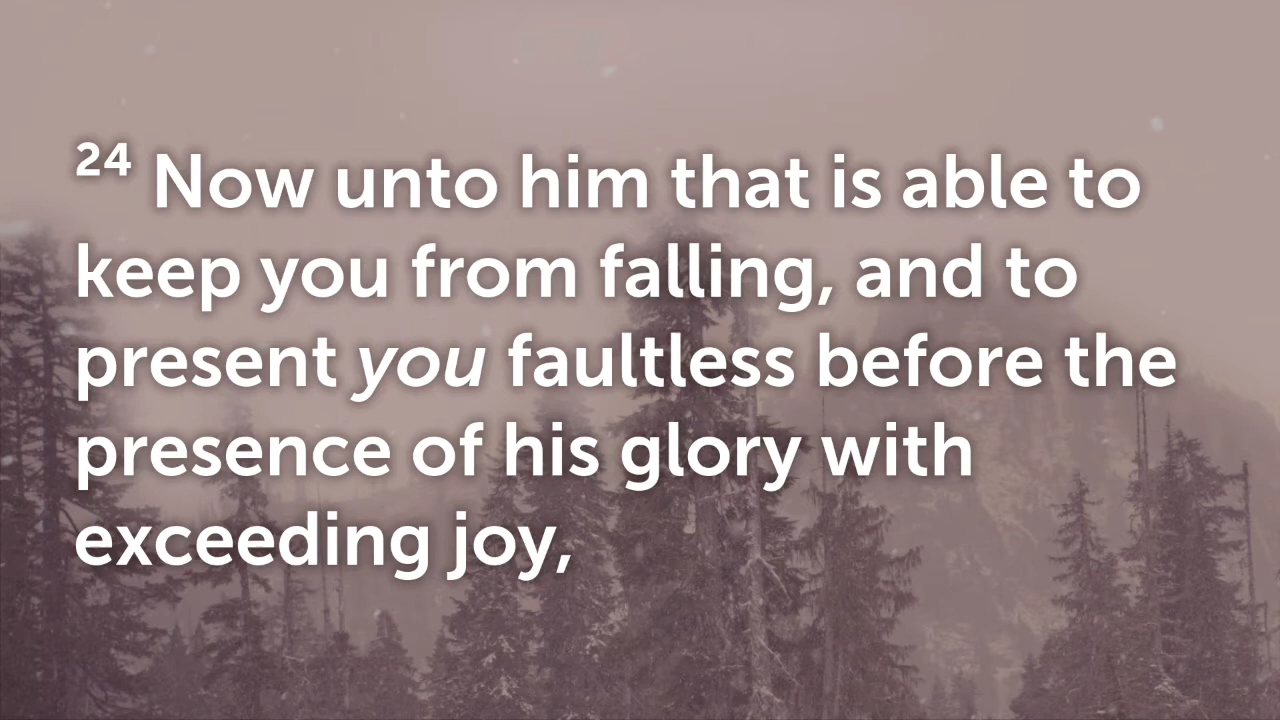 24 Now unto him that is able to
keep you from falling, and to
present you faultless before the
presence of his glory with
exceeding joy,